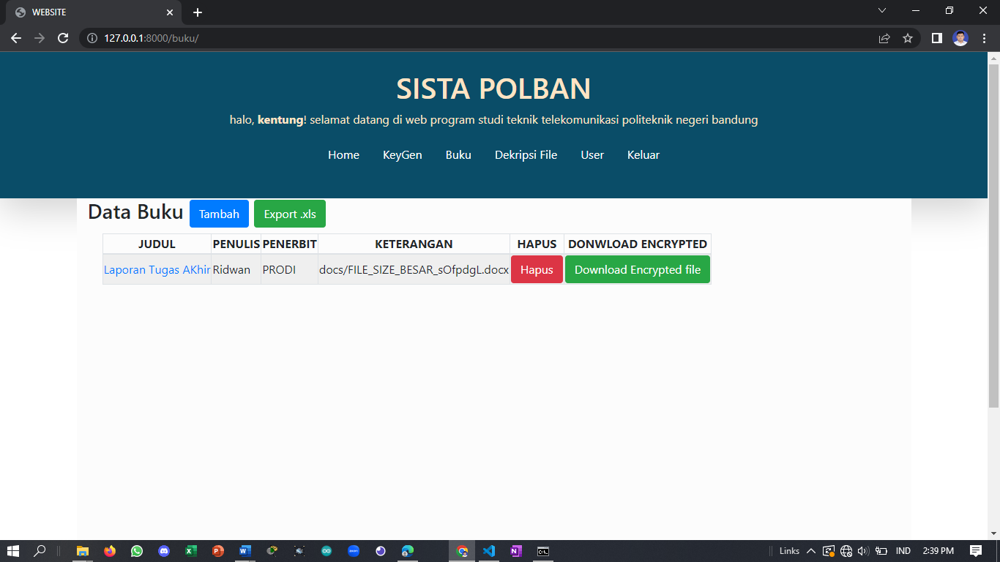 WEBSITE
127.0.0.1:8000/buku/
SISTA POLBAN
halo, kentung! selamat datang di web program studi teknik telekomunikasi politeknik negeri bandung
Home KeyGen Buku Dekripsi File User Keluar
Data Buku Tambah Export .xls
JUDUL PENULIS PENERBIT KETERANGAN HAPUS DONWLOAD ENCRYPTED
Laporan Tugas AKhir Ridwan PRODI docs/FILE_SIZE_BESAR_sOfpdgL.docx Hapus Download Encrypted file
Links IND 2:39 PM